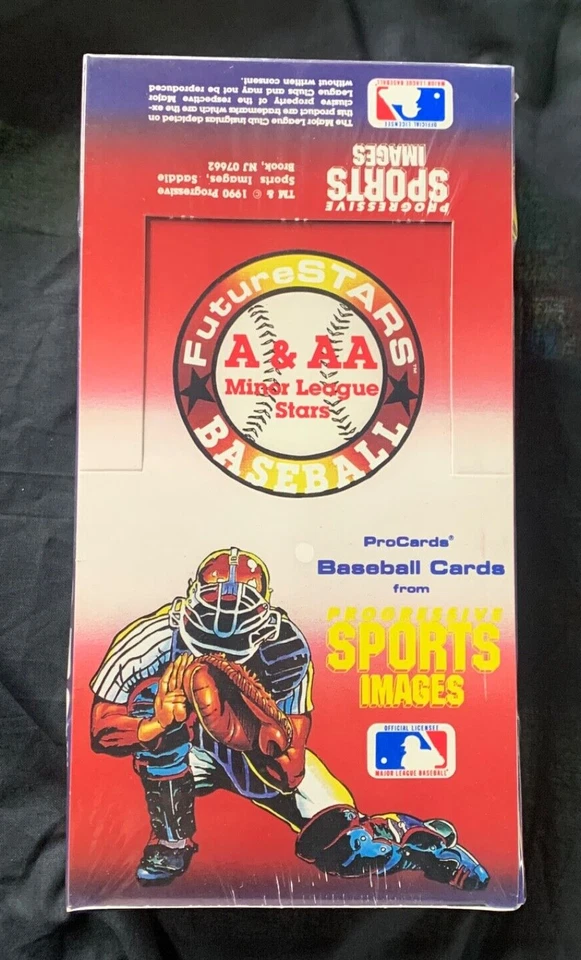 The Major League Club Insignias depicted on
this product are trademarks which are the ex-
clusive property of the respective Major
League Clubs and may not be reproduced
without written consent.
OFFICIAL LICENSEE
MAJOR LEAGUE BASEBALL
PROGRESSIVE
SPORTS
IMAGES
TM & © 1990 Progressive
Sports Images, Saddle
Brook, NJ 07662
FutureSTARS™
A & AA
Minor League
Stars
BASEBALL
ProCards®
Baseball Cards
from
PROGRESSIVE
SPORTS
IMAGES
OFFICIAL LICENSEE
MAJOR LEAGUE BASEBALL